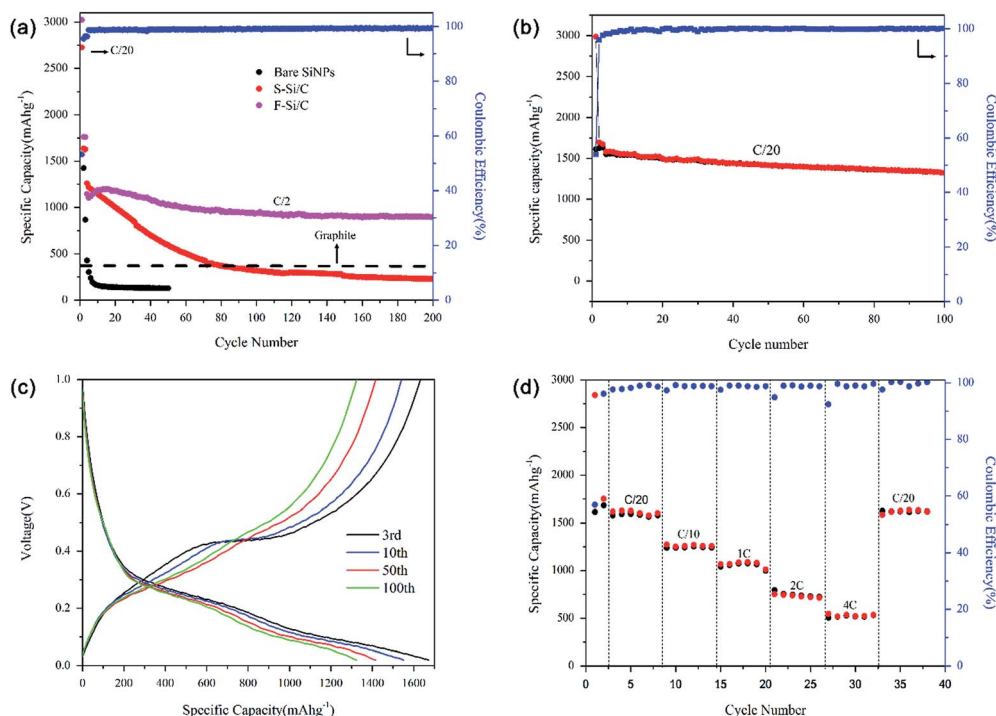 (a)
3000
2500
2000
1500
1000
500
0
0 20 40 60 80 100 120 140 160 180 200
100
80
60
40
20
0
C/20
Bare SiNPs
S-Si/C
F-Si/C
C/2
Graphite
Specific Capacity(mAhg⁻¹)
Coulombic Efficiency(%)
Cycle Number
(b)
3000
2500
2000
1500
1000
500
0
0 20 40 60 80 100
100
80
60
40
20
0
C/20
Specific capacity(mAhg⁻¹)
Coulombic Efficiency(%)
Cycle number
(c)
1.0
0.8
0.6
0.4
0.2
0.0
0 200 400 600 800 1000 1200 1400 1600
3rd
10th
50th
100th
Voltage(V)
Specific Capacity(mAhg⁻¹)
(d)
3000
2500
2000
1500
1000
500
0
0 5 10 15 20 25 30 35 40
100
80
60
40
20
0
C/20
C/10
1C
2C
4C
C/20
Specific Capacity(mAhg⁻¹)
Coulombic Efficiency(%)
Cycle Number